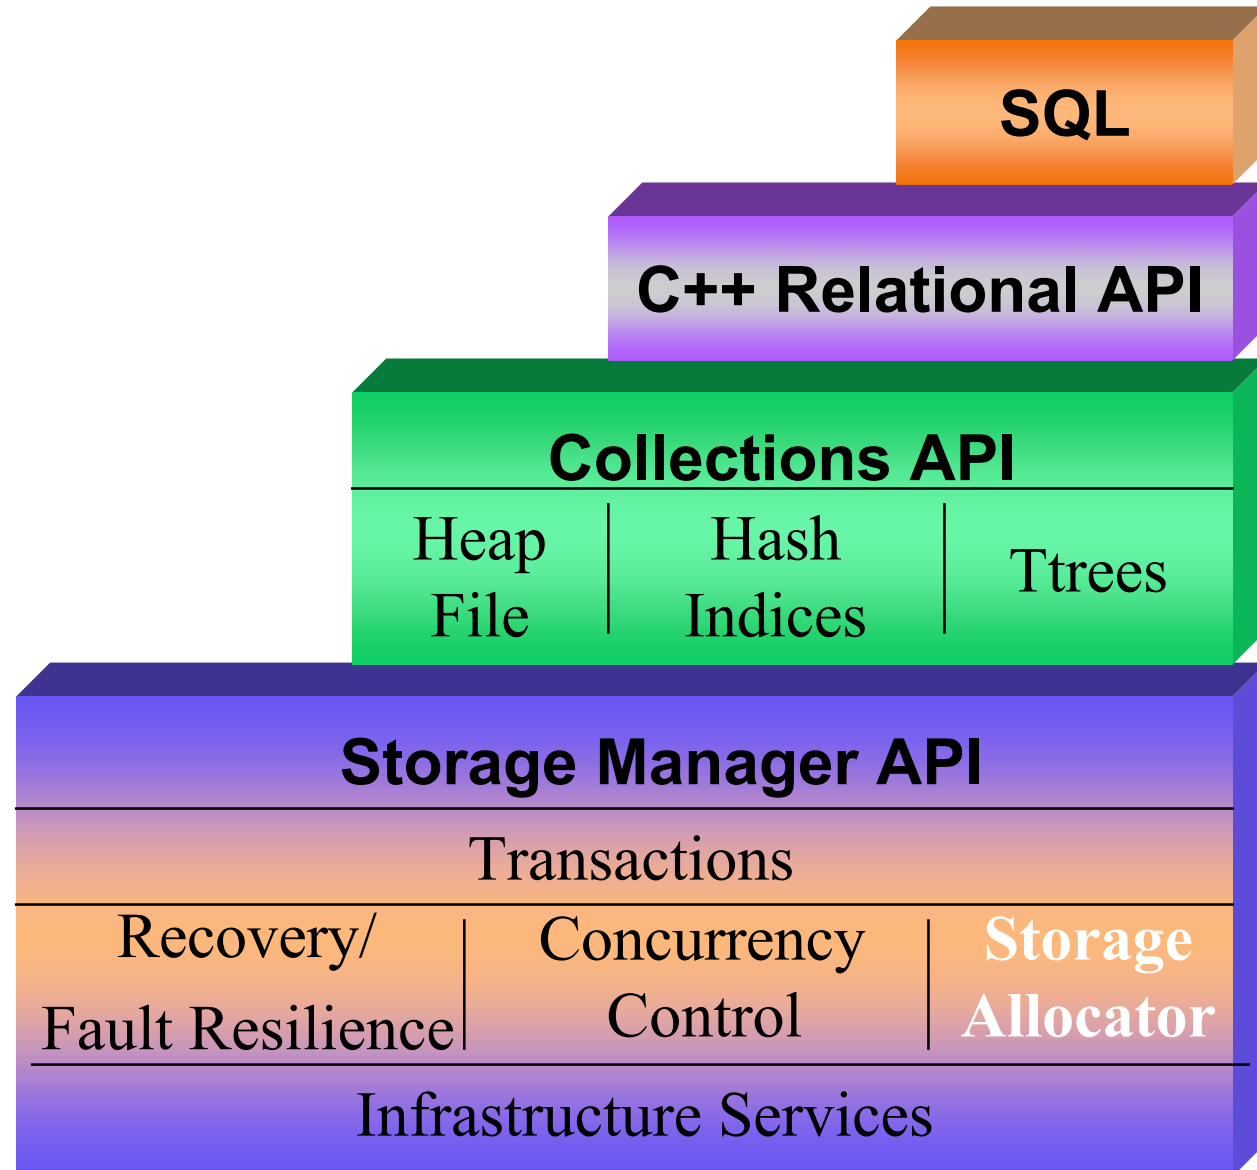 SQL
C++ Relational API
Collections API
Heap
File
Hash
Indices
Ttrees
Storage Manager API
Transactions
Recovery/
Fault Resilience
Concurrency
Control
Storage
Allocator
Infrastructure Services